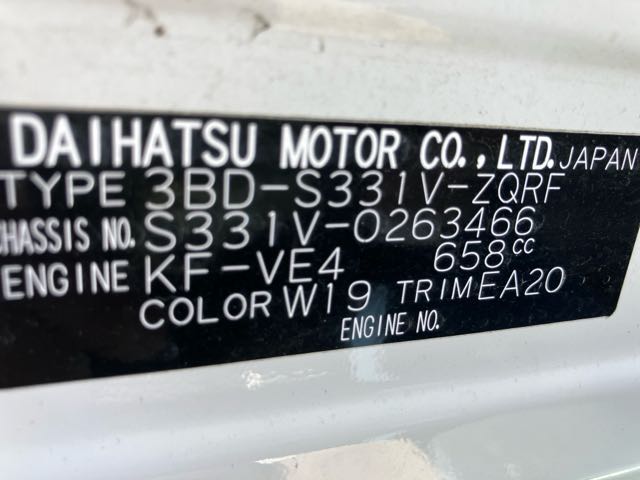 DAIHATSU MOTOR CO., LTD. JAPAN
TYPE 3BD-S331V-ZQRF
CHASSIS NO. S331V-0263466
ENGINE KF-VE4 658cc
COLOR W19 TRIM EA20
ENGINE NO.